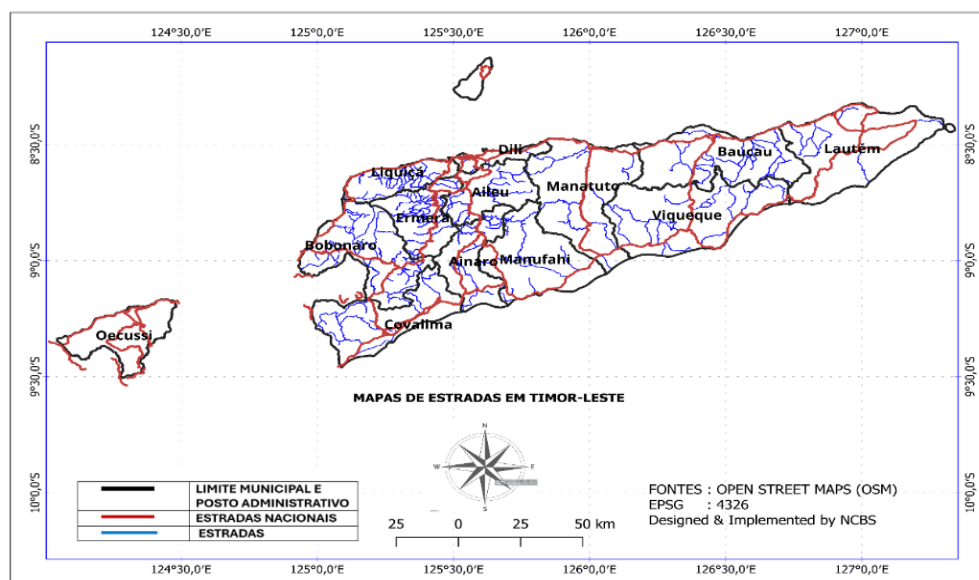 124°30,0'E 125°0,0'E 125°30,0'E 126°0,0'E 126°30,0'E 127°0,0'E
8°30,0'S 8°30,0'S
Dili
Baucau
Lautém
Liquiça
Aileu
Manatuto
Ermera
Viqueque
Bobonaro
9°0,0'S 9°0,0'S
Ainaro
Manufahi
Covalima
Oecussi
9°30,0'S 9°30,0'S
MAPAS DE ESTRADAS EM TIMOR-LESTE
N
W E
S
10°0,0'S 10°0,0'S
LIMITE MUNICIPAL E
POSTO ADMINISTRATIVO
ESTRADAS NACIONAIS
ESTRADAS
25 0 25 50 km
FONTES : OPEN STREET MAPS (OSM)
EPSG : 4326
Designed & Implemented by NCBS
124°30,0'E 125°0,0'E 125°30,0'E 126°0,0'E 126°30,0'E 127°0,0'E